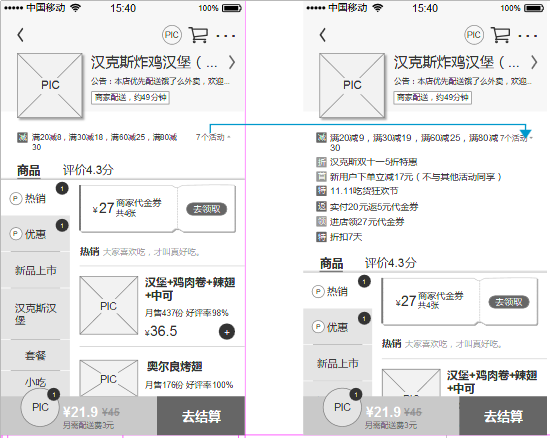 中国移动 15:40 100%
PIC
汉克斯炸鸡汉堡（ ...
PIC
公告：本店优先配送饿了么外卖，欢迎...
商家配送，约49分钟
减 满20减8，满30减18，满60减25，满80减30 7个活动
商品 评价4.3分
P 热销 1
¥27 商家代金券 共4张 去领取
P 优惠 1
热销 大家喜欢吃，才叫真好吃。
新品上市
PIC
汉堡+鸡肉卷+辣翅
+中可
月售437份 好评率98%
¥36.5 +
汉克斯汉
堡
套餐
PIC
奥尔良烤翅
月售176份 好评率100%
小吃
PIC 1
¥21.9 ¥45
月商配送费3元
去结算
中国移动 15:40 100%
PIC
汉克斯炸鸡汉堡（ ...
PIC
公告：本店优先配送饿了么外卖，欢迎...
商家配送，约49分钟
减 满20减9，满30减19，满60减25，满80减30 7个活动
折 汉克斯双十一5折特惠
首 新用户下单立减17元（不与其他活动同享）
特 11.11吃货狂欢节
返 实付20元返5元代金券
领 进店领27元代金券
特 折扣7天
商品 评价4.3分
P 热销 1
¥27 商家代金券 共4张 去领取
P 优惠 1
热销 大家喜欢吃，才叫真好吃。
新品上市
PIC
汉堡+鸡肉卷+辣翅
+中可
PIC 1
¥21.9 ¥45
月商配送费3元
去结算